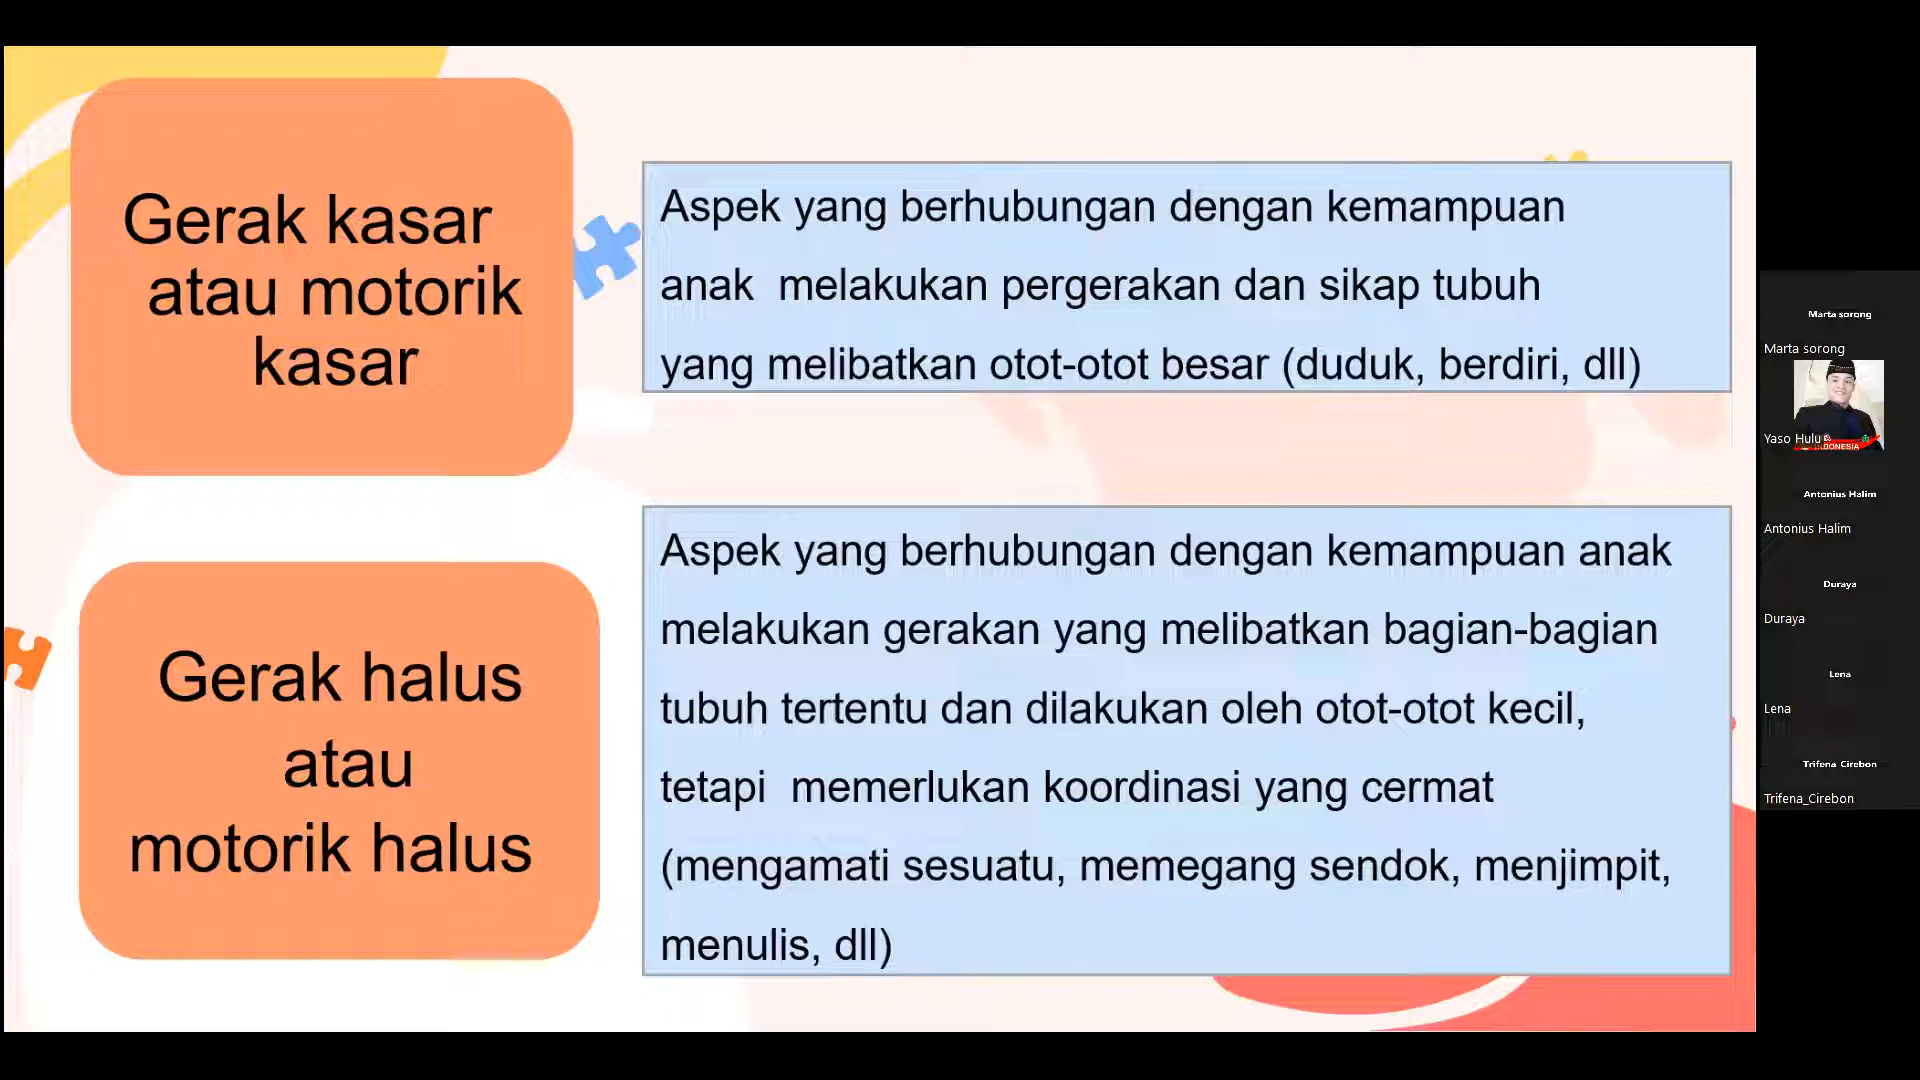 Gerak kasar
atau motorik
kasar
Aspek yang berhubungan dengan kemampuan
anak melakukan pergerakan dan sikap tubuh
yang melibatkan otot-otot besar (duduk, berdiri, dll)
Gerak halus
atau
motorik halus
Aspek yang berhubungan dengan kemampuan anak
melakukan gerakan yang melibatkan bagian-bagian
tubuh tertentu dan dilakukan oleh otot-otot kecil,
tetapi memerlukan koordinasi yang cermat
(mengamati sesuatu, memegang sendok, menjimpit,
menulis, dll)
Marta sorong
Marta sorong
Yaso Hulu
INDONESIA
Antonius Halim
Antonius Halim
Duraya
Duraya
Lena
Lena
Trifena Cirebon
Trifena_Cirebon